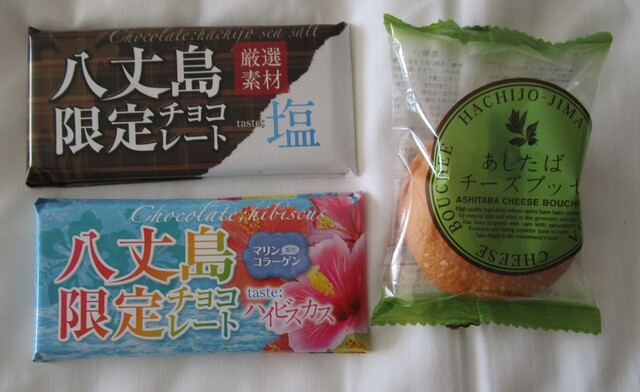 Chocolate:hachijo sea salt
八丈島
限定チョコレート
厳選
素材
taste;
塩
Chocolate:hibiscus
八丈島
限定チョコレート
マリン配合
コラーゲン
taste;
ハイビスカス
HACHIJO-JIMA
あしたば
チーズブッセ
ASHITABA CHEESE BOUCHEE
CHEESE BOUCHEE